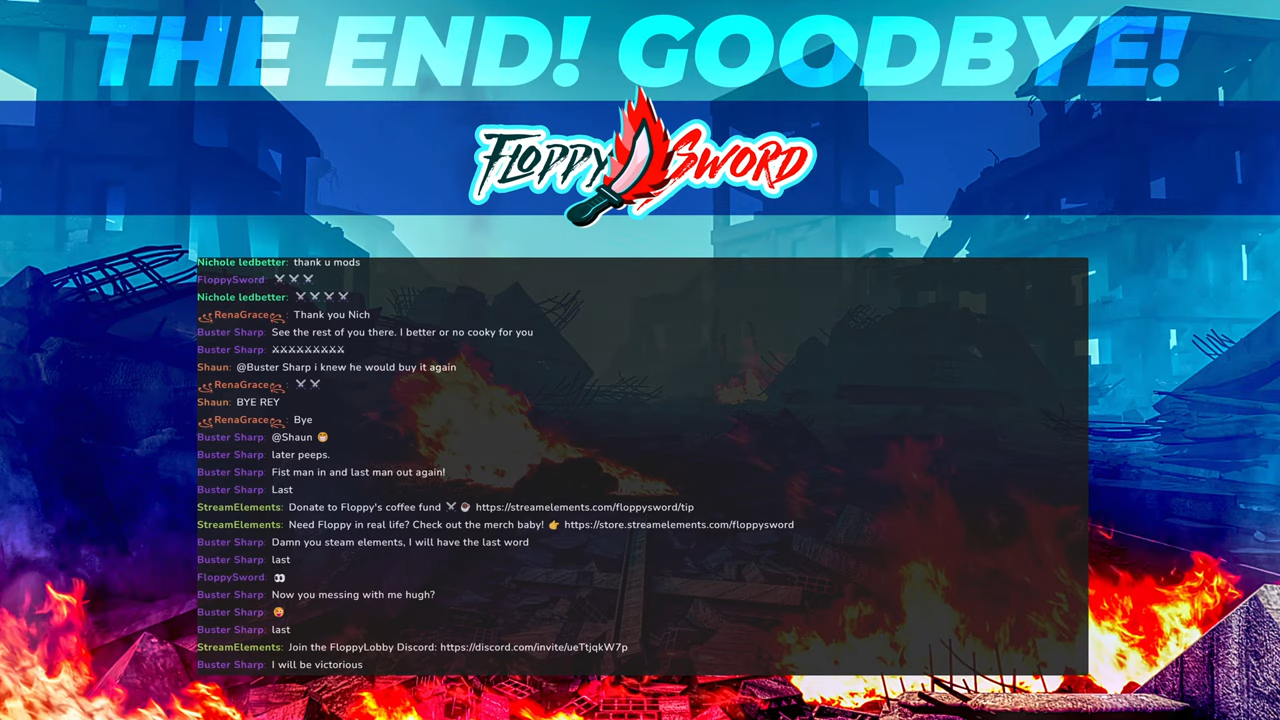 THE END! GOODBYE!
FLOPPY SWORD
Nichole ledbetter: thank u mods
FloppySword: ⚔ ⚔ ⚔
Nichole ledbetter: ⚔ ⚔ ⚔ ⚔
꧁RenaGrace꧂: Thank you Nich
Buster Sharp: See the rest of you there. I better or no cooky for you
Buster Sharp: ⚔⚔⚔⚔⚔⚔⚔⚔⚔
Shaun: @Buster Sharp i knew he would buy it again
꧁RenaGrace꧂: ⚔ ⚔
Shaun: BYE REY
꧁RenaGrace꧂: Bye
Buster Sharp: @Shaun 😁
Buster Sharp: later peeps.
Buster Sharp: Fist man in and last man out again!
Buster Sharp: Last
StreamElements: Donate to Floppy's coffee fund ⚔ ☕ https://streamelements.com/floppysword/tip
StreamElements: Need Floppy in real life? Check out the merch baby! 👉 https://store.streamelements.com/floppysword
Buster Sharp: Damn you steam elements, I will have the last word
Buster Sharp: last
FloppySword: 👀
Buster Sharp: Now you messing with me hugh?
Buster Sharp: 🥵
Buster Sharp: last
StreamElements: Join the FloppyLobby Discord: https://discord.com/invite/ueTtjqkW7p
Buster Sharp: I will be victorious